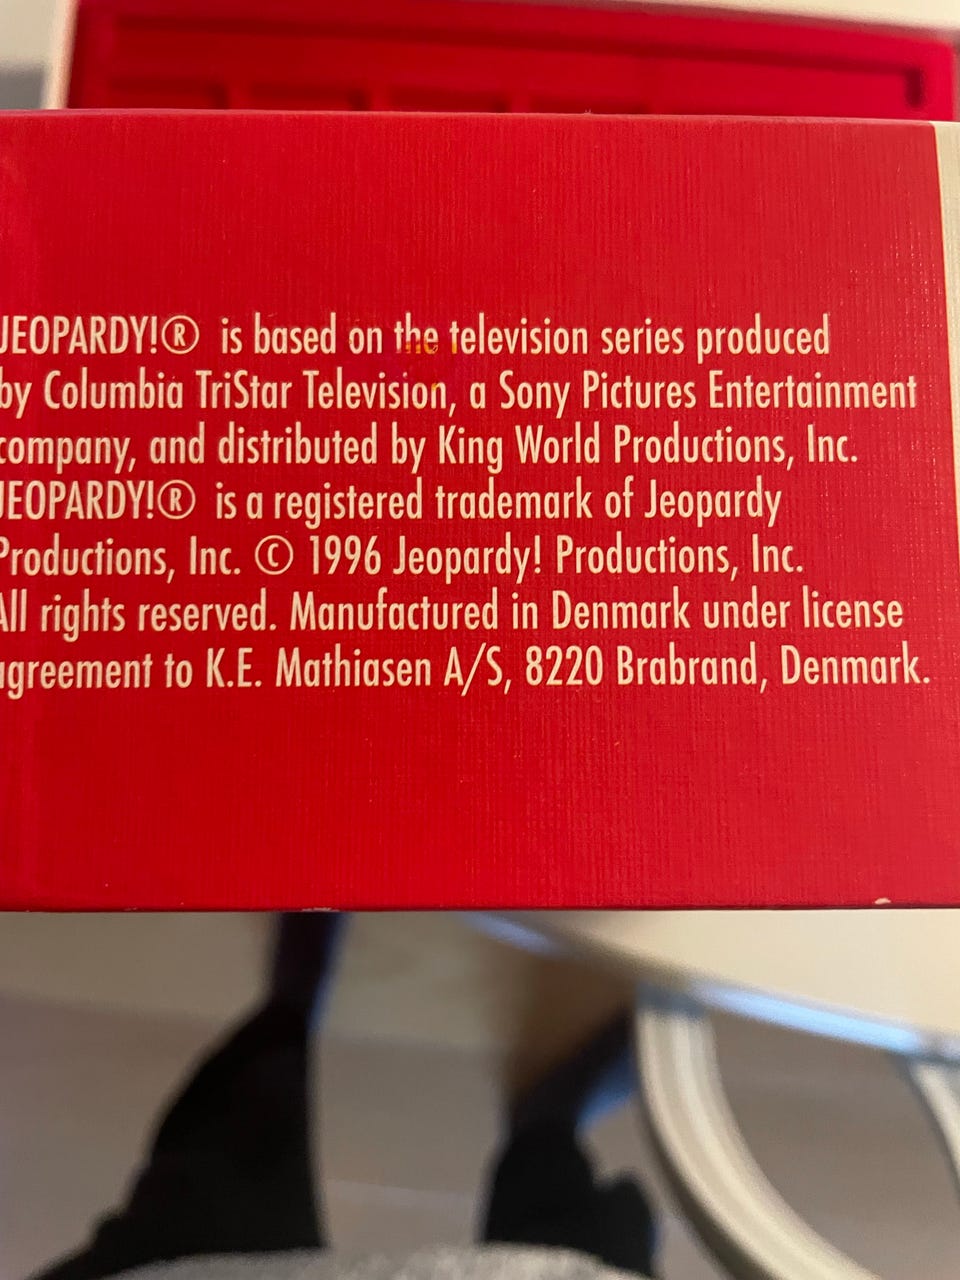 JEOPARDY!® is based on the television series produced
by Columbia TriStar Television, a Sony Pictures Entertainment
company, and distributed by King World Productions, Inc.
JEOPARDY!® is a registered trademark of Jeopardy
Productions, Inc. © 1996 Jeopardy! Productions, Inc.
All rights reserved. Manufactured in Denmark under license
agreement to K.E. Mathiasen A/S, 8220 Brabrand, Denmark.